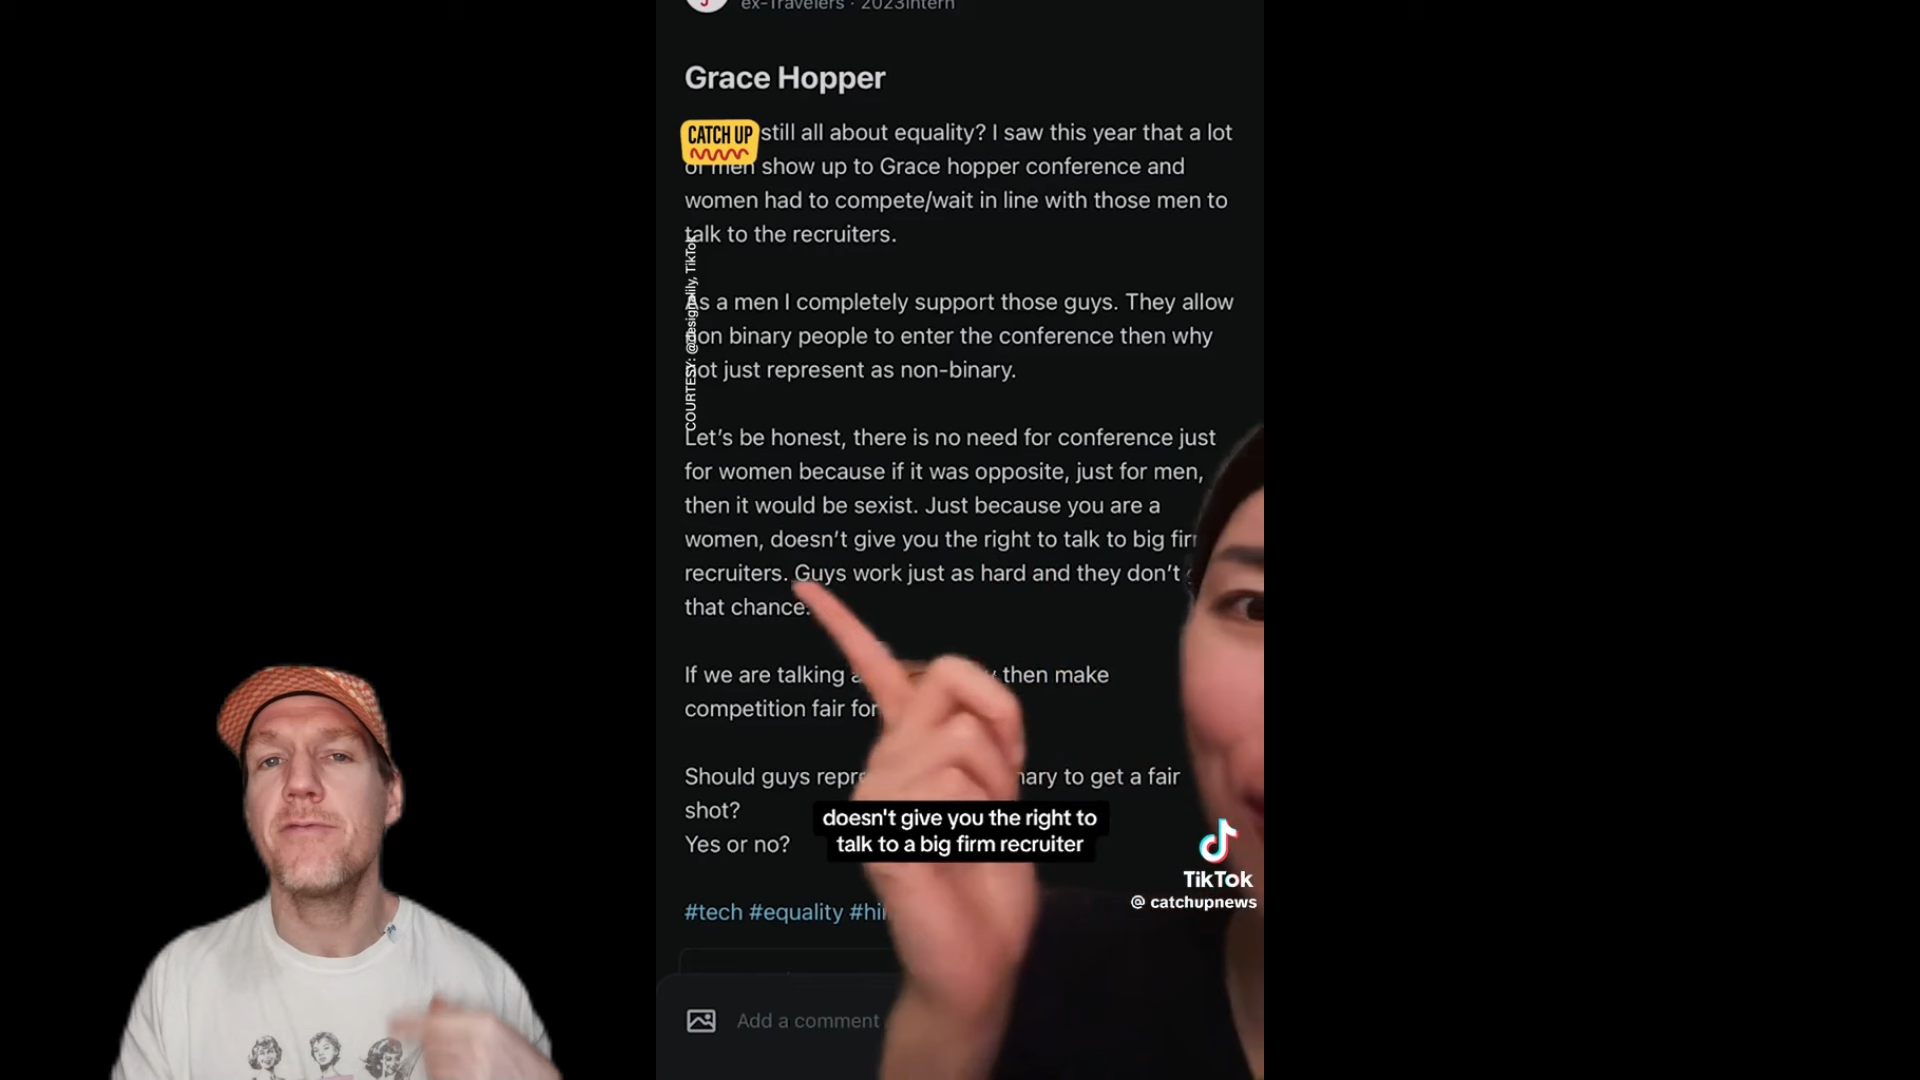 ex-Travelers · 2023Intern
Grace Hopper
CATCH UP
still all about equality? I saw this year that a lot
of men show up to Grace hopper conference and
women had to compete/wait in line with those men to
talk to the recruiters.
COURTESY: @designalily, TikTok
As a men I completely support those guys. They allow
non binary people to enter the conference then why
not just represent as non-binary.
Let's be honest, there is no need for conference just
for women because if it was opposite, just for men,
then it would be sexist. Just because you are a
women, doesn't give you the right to talk to big
recruiters. Guys work just as hard and they don't
that chance.
If we are talking then make
competition fair for
Should guys to get a fair
shot?
Yes or no?
doesn't give you the right to
talk to a big firm recruiter
TikTok
@ catchupnews
#tech #equality
Add a comment